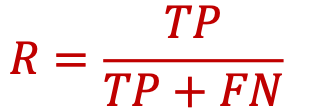 R = TP / (TP + FN)